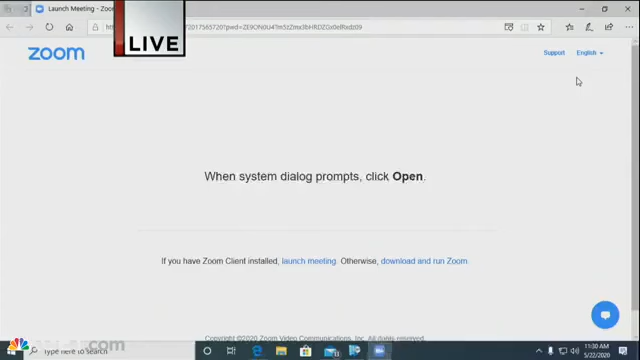 Launch Meeting - Zoo
LIVE
zoom
Support
English
When system dialog prompts, click Open.
If you have Zoom Client installed, launch meeting. Otherwise, download and run Zoom
Copyright ©2020 Zoom Video Communications, Inc. All rights reserved.
.com
Type here to search
11:30 AM
5/22/2020